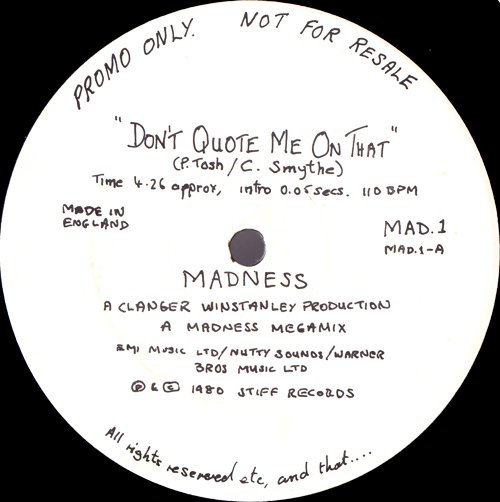 PROMO ONLY. NOT FOR RESALE
"DON'T QUOTE ME ON THAT"
(P. Tosh / C. Smythe)
Time 4.26 approx, intro 0.05 secs. 110 BPM
MADE IN
ENGLAND
MAD.1
MAD.1-A
MADNESS
A CLANGER WINSTANLEY PRODUCTION
A MADNESS MEGAMIX
EMI MUSIC LTD/NUTTY SOUNDS/WARNER
BROS MUSIC LTD
℗ & © 1980 STIFF RECORDS
All rights reserved etc, and that....